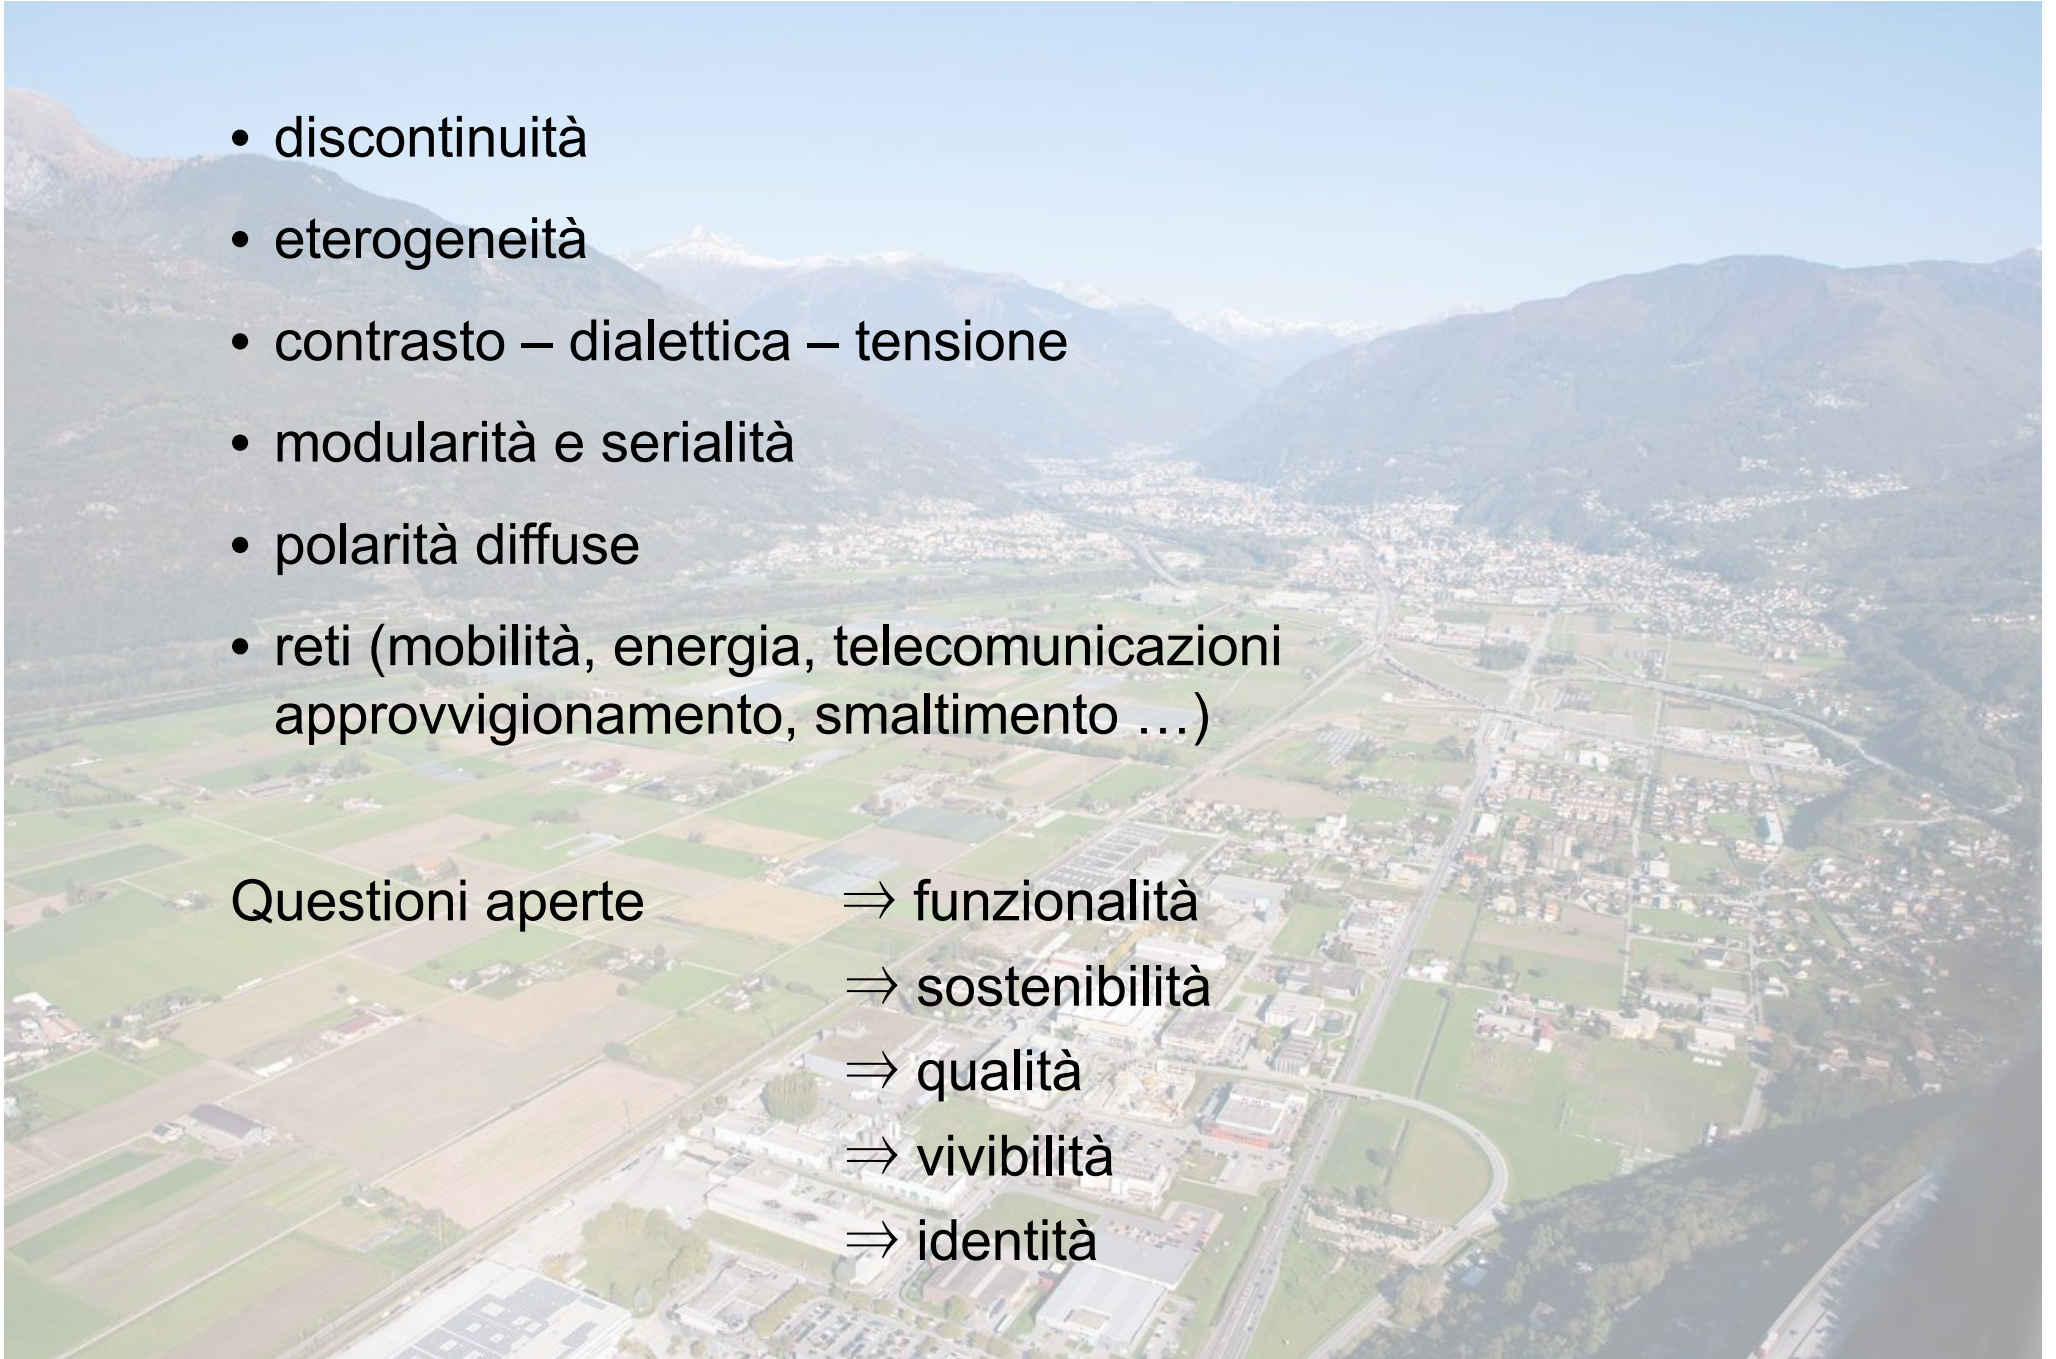 • discontinuità
• eterogeneità
• contrasto – dialettica – tensione
• modularità e serialità
• polarità diffuse
• reti (mobilità, energia, telecomunicazioni
approvvigionamento, smaltimento …)
Questioni aperte ⇒ funzionalità
⇒ sostenibilità
⇒ qualità
⇒ vivibilità
⇒ identità